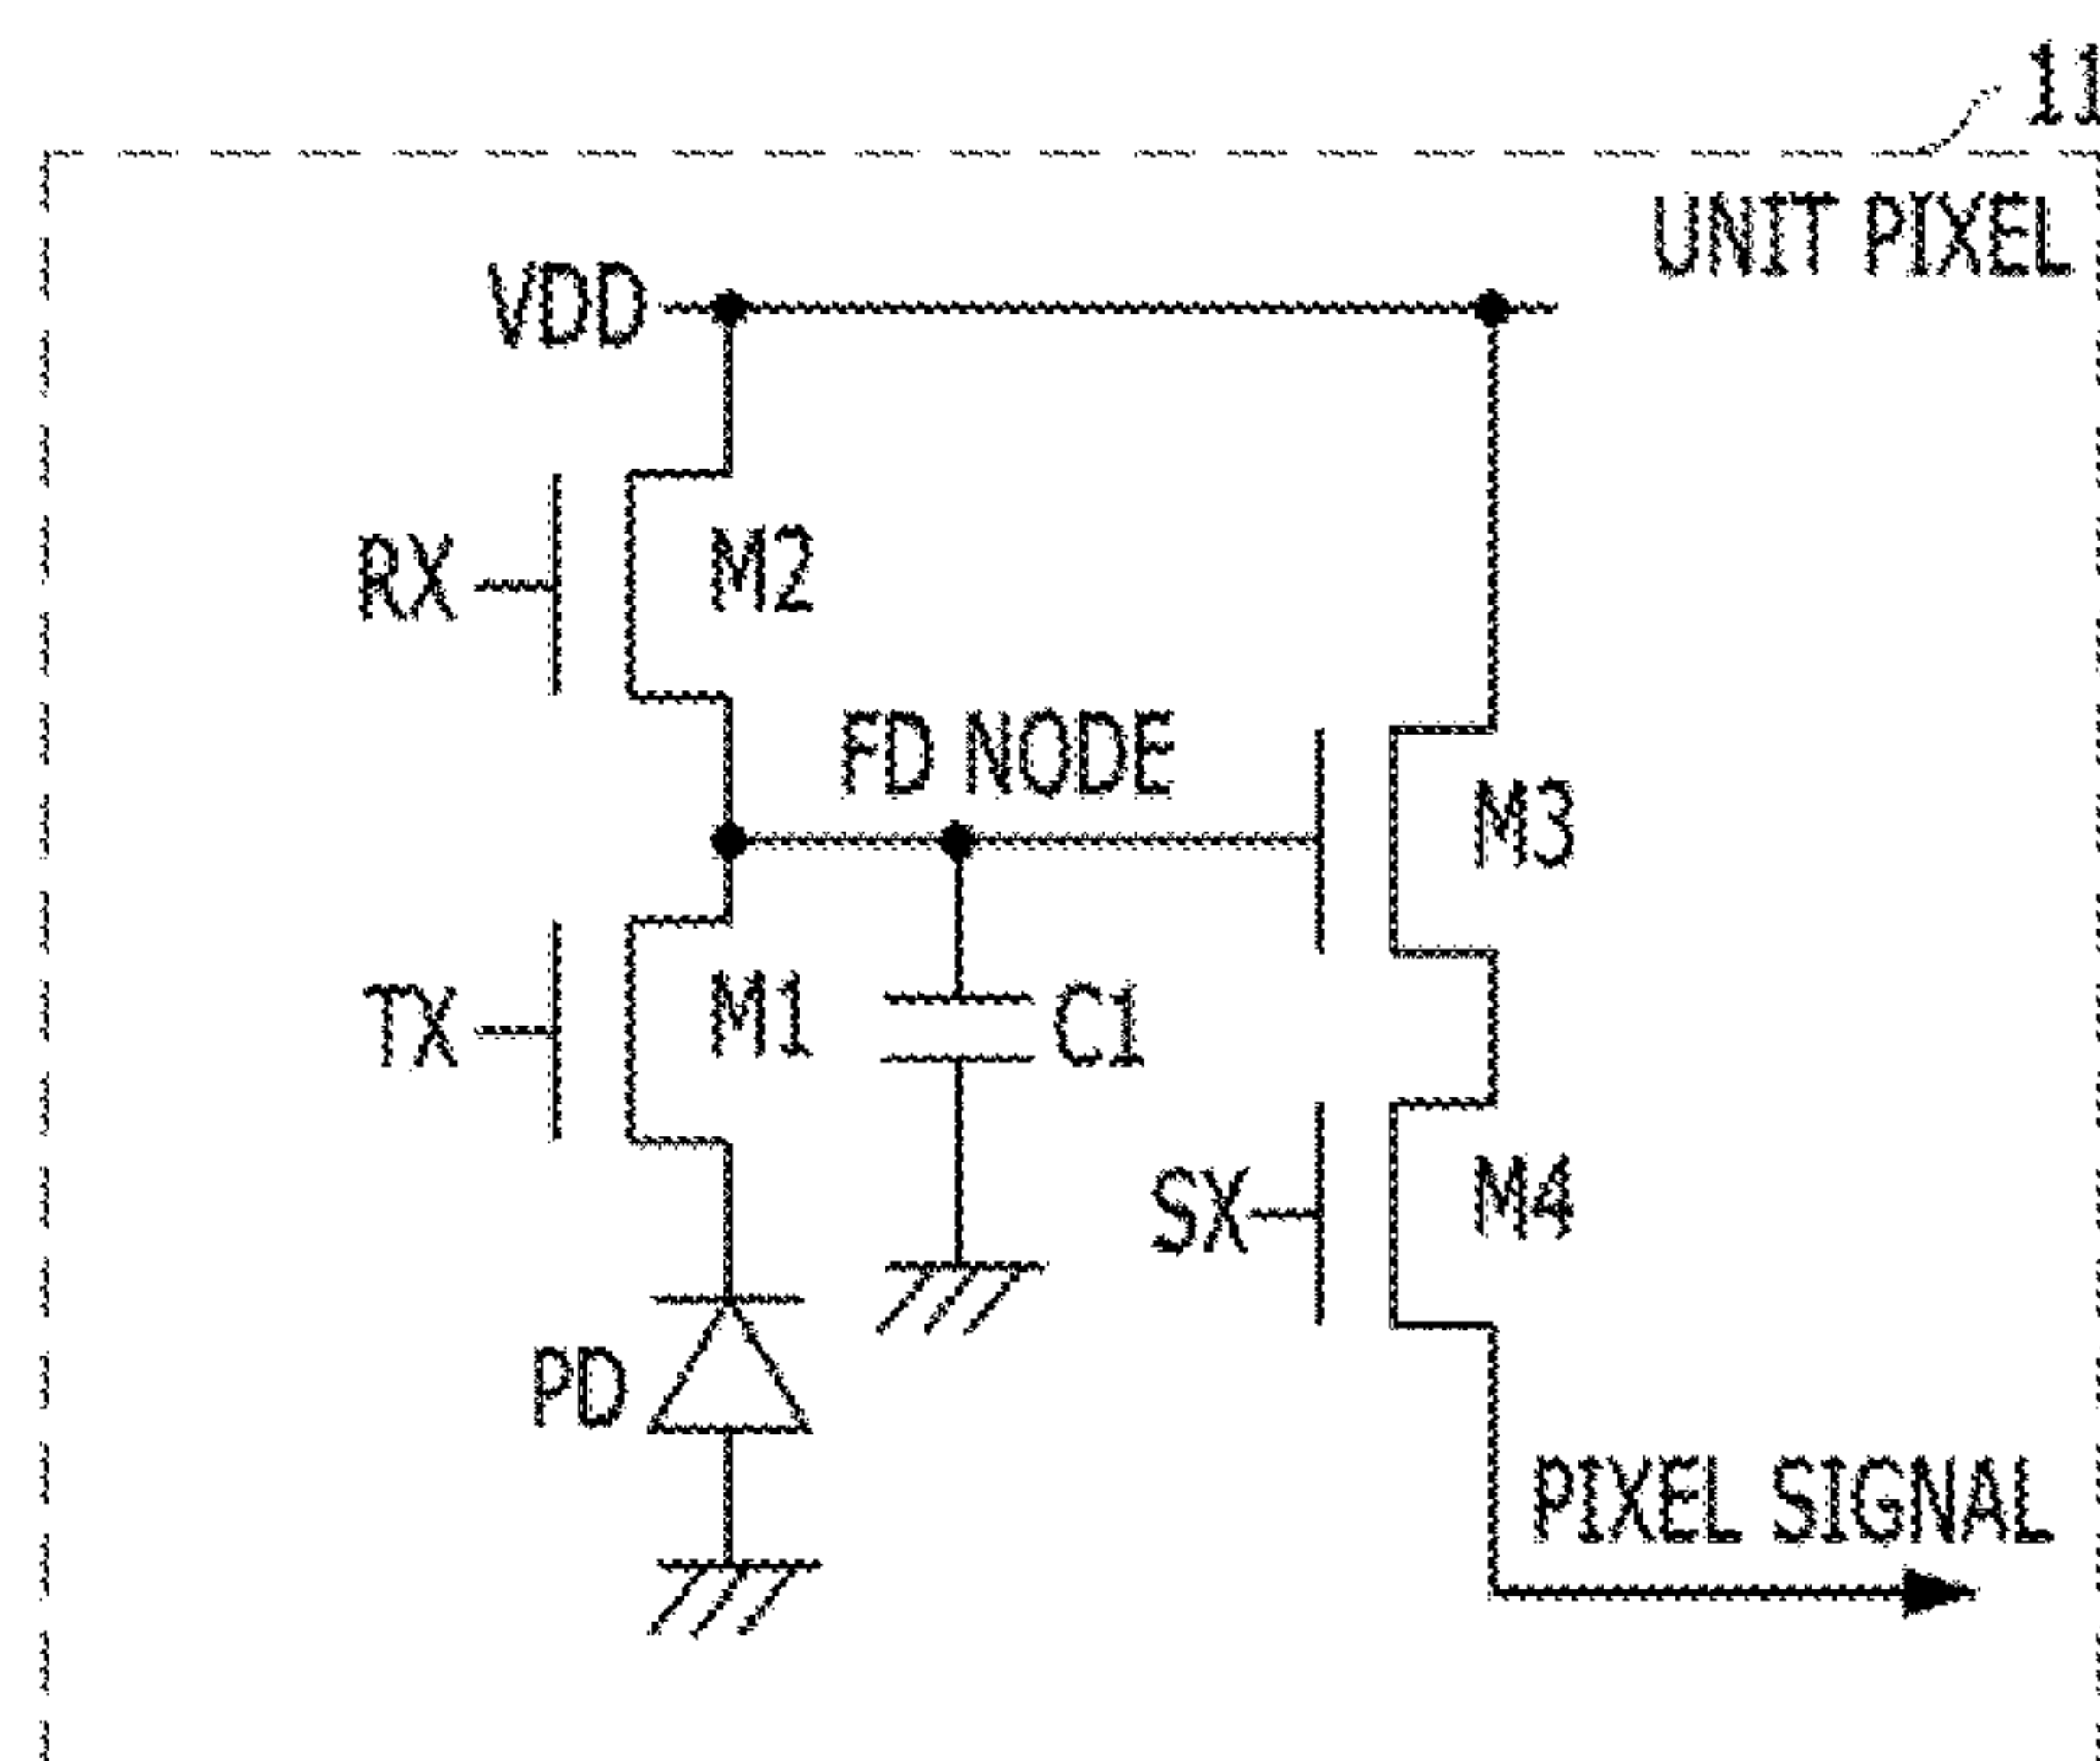 11
UNIT PIXEL
VDD
RX
M2
FD NODE
M3
TX
M1
C1
SX
M4
PD
PIXEL SIGNAL